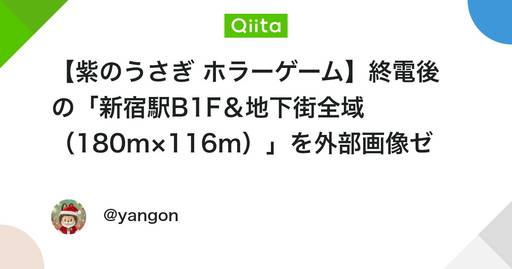 Qiita
【紫のうさぎ ホラーゲーム】終電後
の「新宿駅B1F＆地下街全域
（180m×116m）」を外部画像ゼ
@yangon